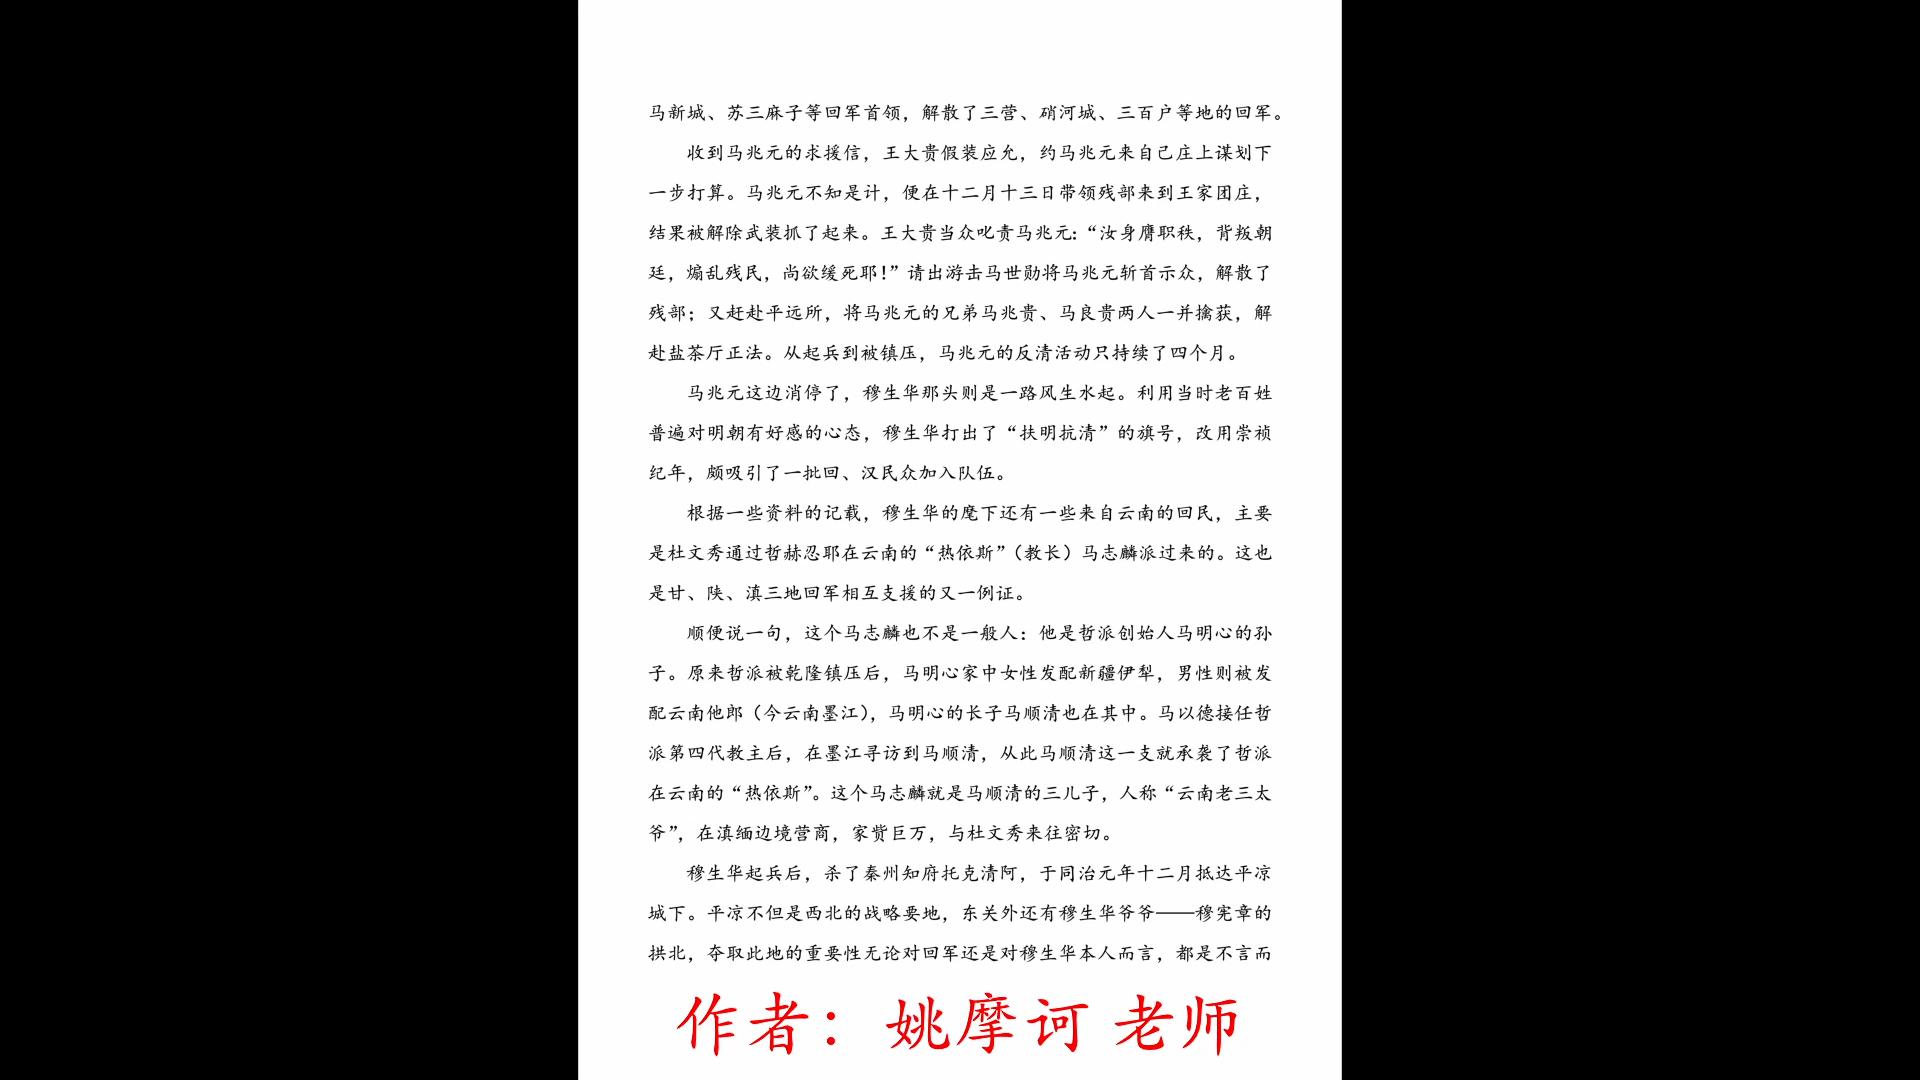 马新城、苏三麻子等回军首领，解散了三营、硝河城、三百户等地的回军。
收到马兆元的求援信，王大贵假装应允，约马兆元来自己庄上谋划下
一步打算。马兆元不知是计，便在十二月十三日带领残部来到王家团庄，
结果被解除武装抓了起来。王大贵当众叱责马兆元：“汝身膺职秩，背叛朝
廷，煽乱残民，尚欲缓死耶！”请出游击马世勋将马兆元斩首示众，解散了
残部；又赶赴平远所，将马兆元的兄弟马兆贵、马良贵两人一并擒获，解
赴盐茶厅正法。从起兵到被镇压，马兆元的反清活动只持续了四个月。
马兆元这边消停了，穆生华那头则是一路风生水起。利用当时老百姓
普遍对明朝有好感的心态，穆生华打出了“扶明抗清”的旗号，改用崇祯
纪年，颇吸引了一批回、汉民众加入队伍。
根据一些资料的记载，穆生华的麾下还有一些来自云南的回民，主要
是杜文秀通过哲赫忍耶在云南的“热依斯”（教长）马志麟派过来的。这也
是甘、陕、滇三地回军相互支援的又一例证。
顺便说一句，这个马志麟也不是一般人：他是哲派创始人马明心的孙
子。原来哲派被乾隆镇压后，马明心家中女性发配新疆伊犁，男性则被发
配云南他郎（今云南墨江），马明心的长子马顺清也在其中。马以德接任哲
派第四代教主后，在墨江寻访到马顺清，从此马顺清这一支就承袭了哲派
在云南的“热依斯”。这个马志麟就是马顺清的三儿子，人称“云南老三太
爷”，在滇缅边境营商，家赀巨万，与杜文秀来往密切。
穆生华起兵后，杀了秦州知府托克清阿，于同治元年十二月抵达平凉
城下。平凉不但是西北的战略要地，东关外还有穆生华爷爷——穆宪章的
拱北，夺取此地的重要性无论对回军还是对穆生华本人而言，都是不言而
作者：姚摩诃 老师